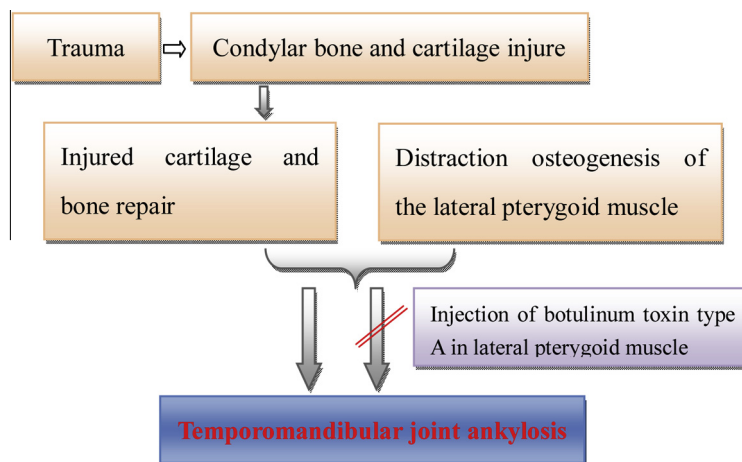 Trauma
Condylar bone and cartilage injure
Injured cartilage and
bone repair
Distraction osteogenesis of
the lateral pterygoid muscle
Injection of botulinum toxin type
A in lateral pterygoid muscle
Temporomandibular joint ankylosis